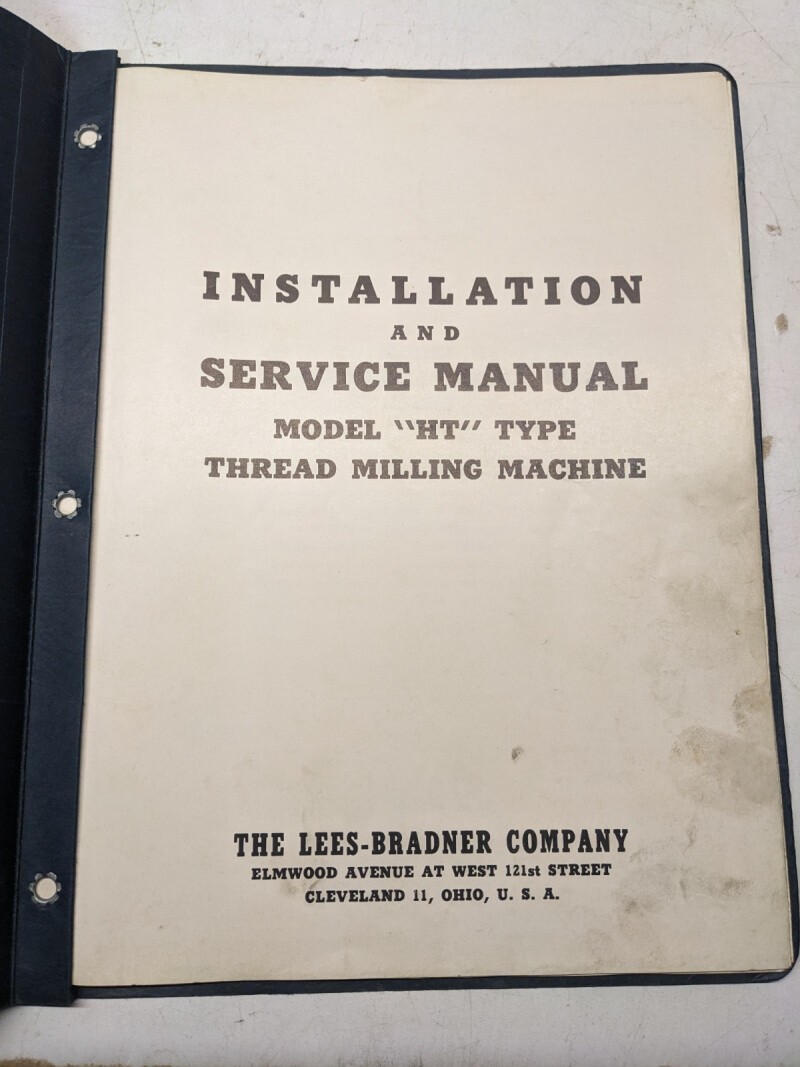 INSTALLATION
AND
SERVICE MANUAL
MODEL "HT" TYPE
THREAD MILLING MACHINE
THE LEES-BRADNER COMPANY
ELMWOOD AVENUE AT WEST 121st STREET
CLEVELAND 11, OHIO, U. S. A.